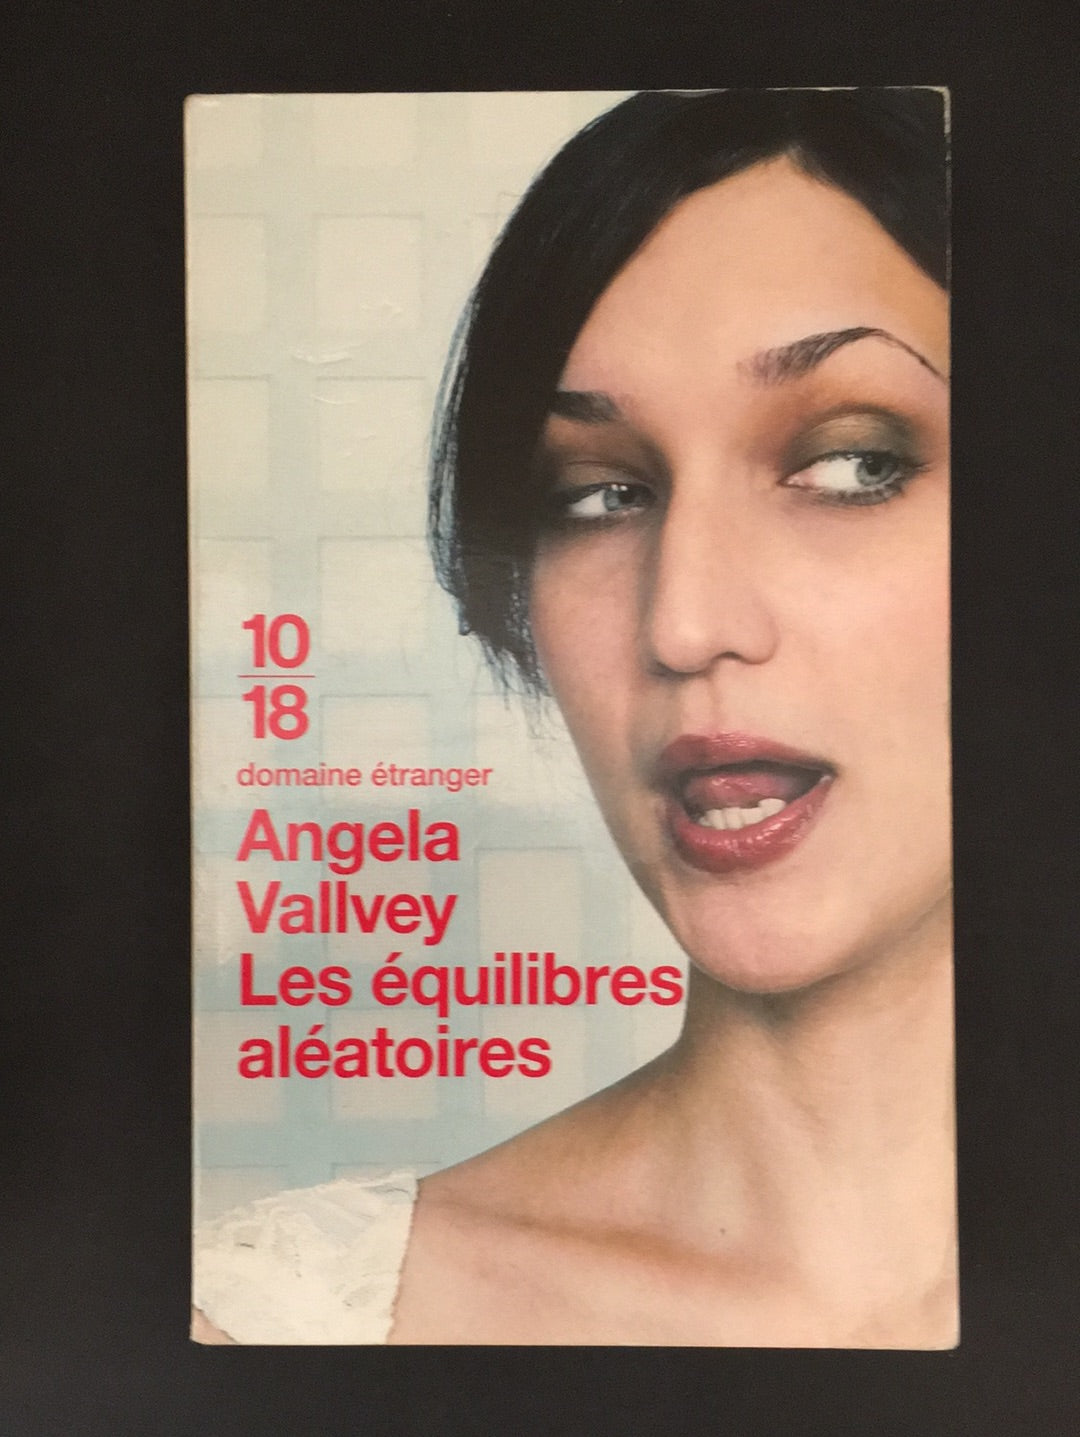 10
18
domaine étranger
Angela
Vallvey
Les équilibres
aléatoires